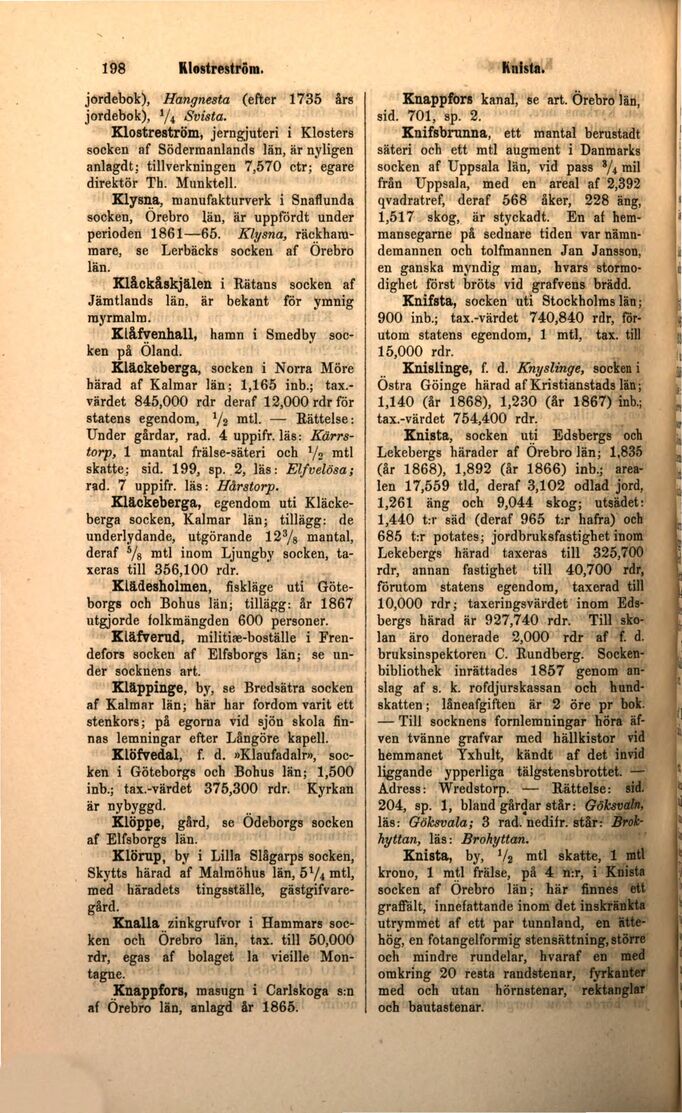 198 Klostreström. Knista.
jordebok), Hangnesta (efter 1735 års
jordebok), 1/4 Svista.
Klostreström, jerngjuteri i Klosters
socken af Södermanlands län, är nyligen
anlagdt; tillverkningen 7,570 ctr; egare
direktör Th. Munktell.
Klysna, manufakturverk i Snaflunda
socken, Örebro län, är uppfördt under
perioden 1861—65. Klysna, räckham-
mare, se Lerbäcks socken af Örebro
län.
Klåckåskjälen i Rätans socken af
Jämtlands län, är bekant för ymnig
myrmalm.
Klåfvenhall, hamn i Smedby soc-
ken på Öland.
Kläckeberga, socken i Norra Möre
härad af Kalmar län; 1,165 inb.; tax.-
värdet 845,000 rdr deraf 12,000 rdr för
statens egendom, 1/2 mtl. — Rättelse:
Under gårdar, rad. 4 uppifr. läs: Kärrs-
torp, 1 mantal frälse-säteri och 1/2 mtl
skatte; sid. 199, sp. 2, läs: Elfvelösa;
rad. 7 uppifr. läs: Hårstorp.
Kläckeberga, egendom uti Kläcke-
berga socken, Kalmar län; tillägg: de
underlydande, utgörande 12 3/8 mantal,
deraf 5/8 mtl inom Ljungby socken, ta-
xeras till 356,100 rdr.
Klädesholmen, fiskläge uti Göte-
borgs och Bohus län; tillägg: år 1867
utgjorde folkmängden 600 personer.
Kläfverud, militiæ-boställe i Fren-
defors socken af Elfsborgs län; se un-
der socknens art.
Kläppinge, by, se Bredsätra socken
af Kalmar län; här har fordom varit ett
stenkors; på egorna vid sjön skola fin-
nas lemningar efter Långöre kapell.
Klöfvedal, f. d. »Klaufadalr», soc-
ken i Göteborgs och Bohus län; 1,500
inb.; tax.-värdet 375,300 rdr. Kyrkan
är nybyggd.
Klöppe, gård, se Ödeborgs socken
af Elfsborgs län.
Klörup, by i Lilla Slågarps socken,
Skytts härad af Malmöhus län, 5 1/4 mtl,
med häradets tingsställe, gästgifvare-
gård.
Knalla zinkgrufvor i Hammars soc-
ken och Örebro län, tax. till 50,000
rdr, egas af bolaget la vieille Mon-
tagne.
Knappfors, masugn i Carlskoga s:n
af Örebro län, anlagd år 1865.
Knappfors kanal, se art. Örebro län,
sid. 701, sp. 2.
Knifsbrunna, ett mantal berustadt
säteri och ett mtl augment i Danmarks
socken af Uppsala län, vid pass 3/4 mil
från Uppsala, med en areal af 2,392
qvadratref, deraf 568 åker, 228 äng,
1,517 skog, är styckadt. En af hem-
mansegarne på sednare tiden var nämn-
demannen och tolfmannen Jan Jansson,
en ganska myndig man, hvars stormo-
dighet först bröts vid grafvens brädd.
Knifsta, socken uti Stockholms län;
900 inb.; tax.-värdet 740,840 rdr, för-
utom statens egendom, 1 mtl, tax. till
15,000 rdr.
Knislinge, f. d. Knyslinge, socken i
Östra Göinge härad af Kristianstads län;
1,140 (år 1868), 1,230 (år 1867) inb.;
tax.-värdet 754,400 rdr.
Knista, socken uti Edsbergs och
Lekebergs härader af Örebro län; 1,835
(år 1868), 1,892 (år 1866) inb.; area-
len 17,559 tld, deraf 3,102 odlad jord,
1,261 äng och 9,044 skog; utsädet:
1,440 t:r säd (deraf 965 t:r hafra) och
685 t:r potates; jordbruksfastighet inom
Lekebergs härad taxeras till 325,700
rdr, annan fastighet till 40,700 rdr,
förutom statens egendom, taxerad till
10,000 rdr; taxeringsvärdet inom Eds-
bergs härad är 927,740 rdr. Till sko-
lan äro donerade 2,000 rdr af f. d.
bruksinspektoren C. Rundberg. Socken-
bibliothek inrättades 1857 genom an-
slag af s. k. rofdjurskassan och hund-
skatten; låneafgiften är 2 öre pr bok.
— Till socknens fornlemningar höra äf-
ven tvänne grafvar med hällkistor vid
hemmanet Yxhult, kändt af det invid
liggande ypperliga tälgstensbrottet. —
Adress: Wredstorp. — Rättelse: sid.
204, sp. 1, bland gårdar står: Göksvaln,
läs: Göksvala; 3 rad. nedifr. står: Brok-
hyttan, läs: Brohyttan.
Knista, by, 1/2 mtl skatte, 1 mtl
krono, 1 mtl frälse, på 4 n:r, i Knista
socken af Örebro län; här finnes ett
graffält, innefattande inom det inskränkta
utrymmet af ett par tunnland, en ätte-
hög, en fotangelformig stensättning, större
och mindre rundelar, hvaraf en med
omkring 20 resta randstenar, fyrkanter
med och utan hörnstenar, rektanglar
och bautastenar.